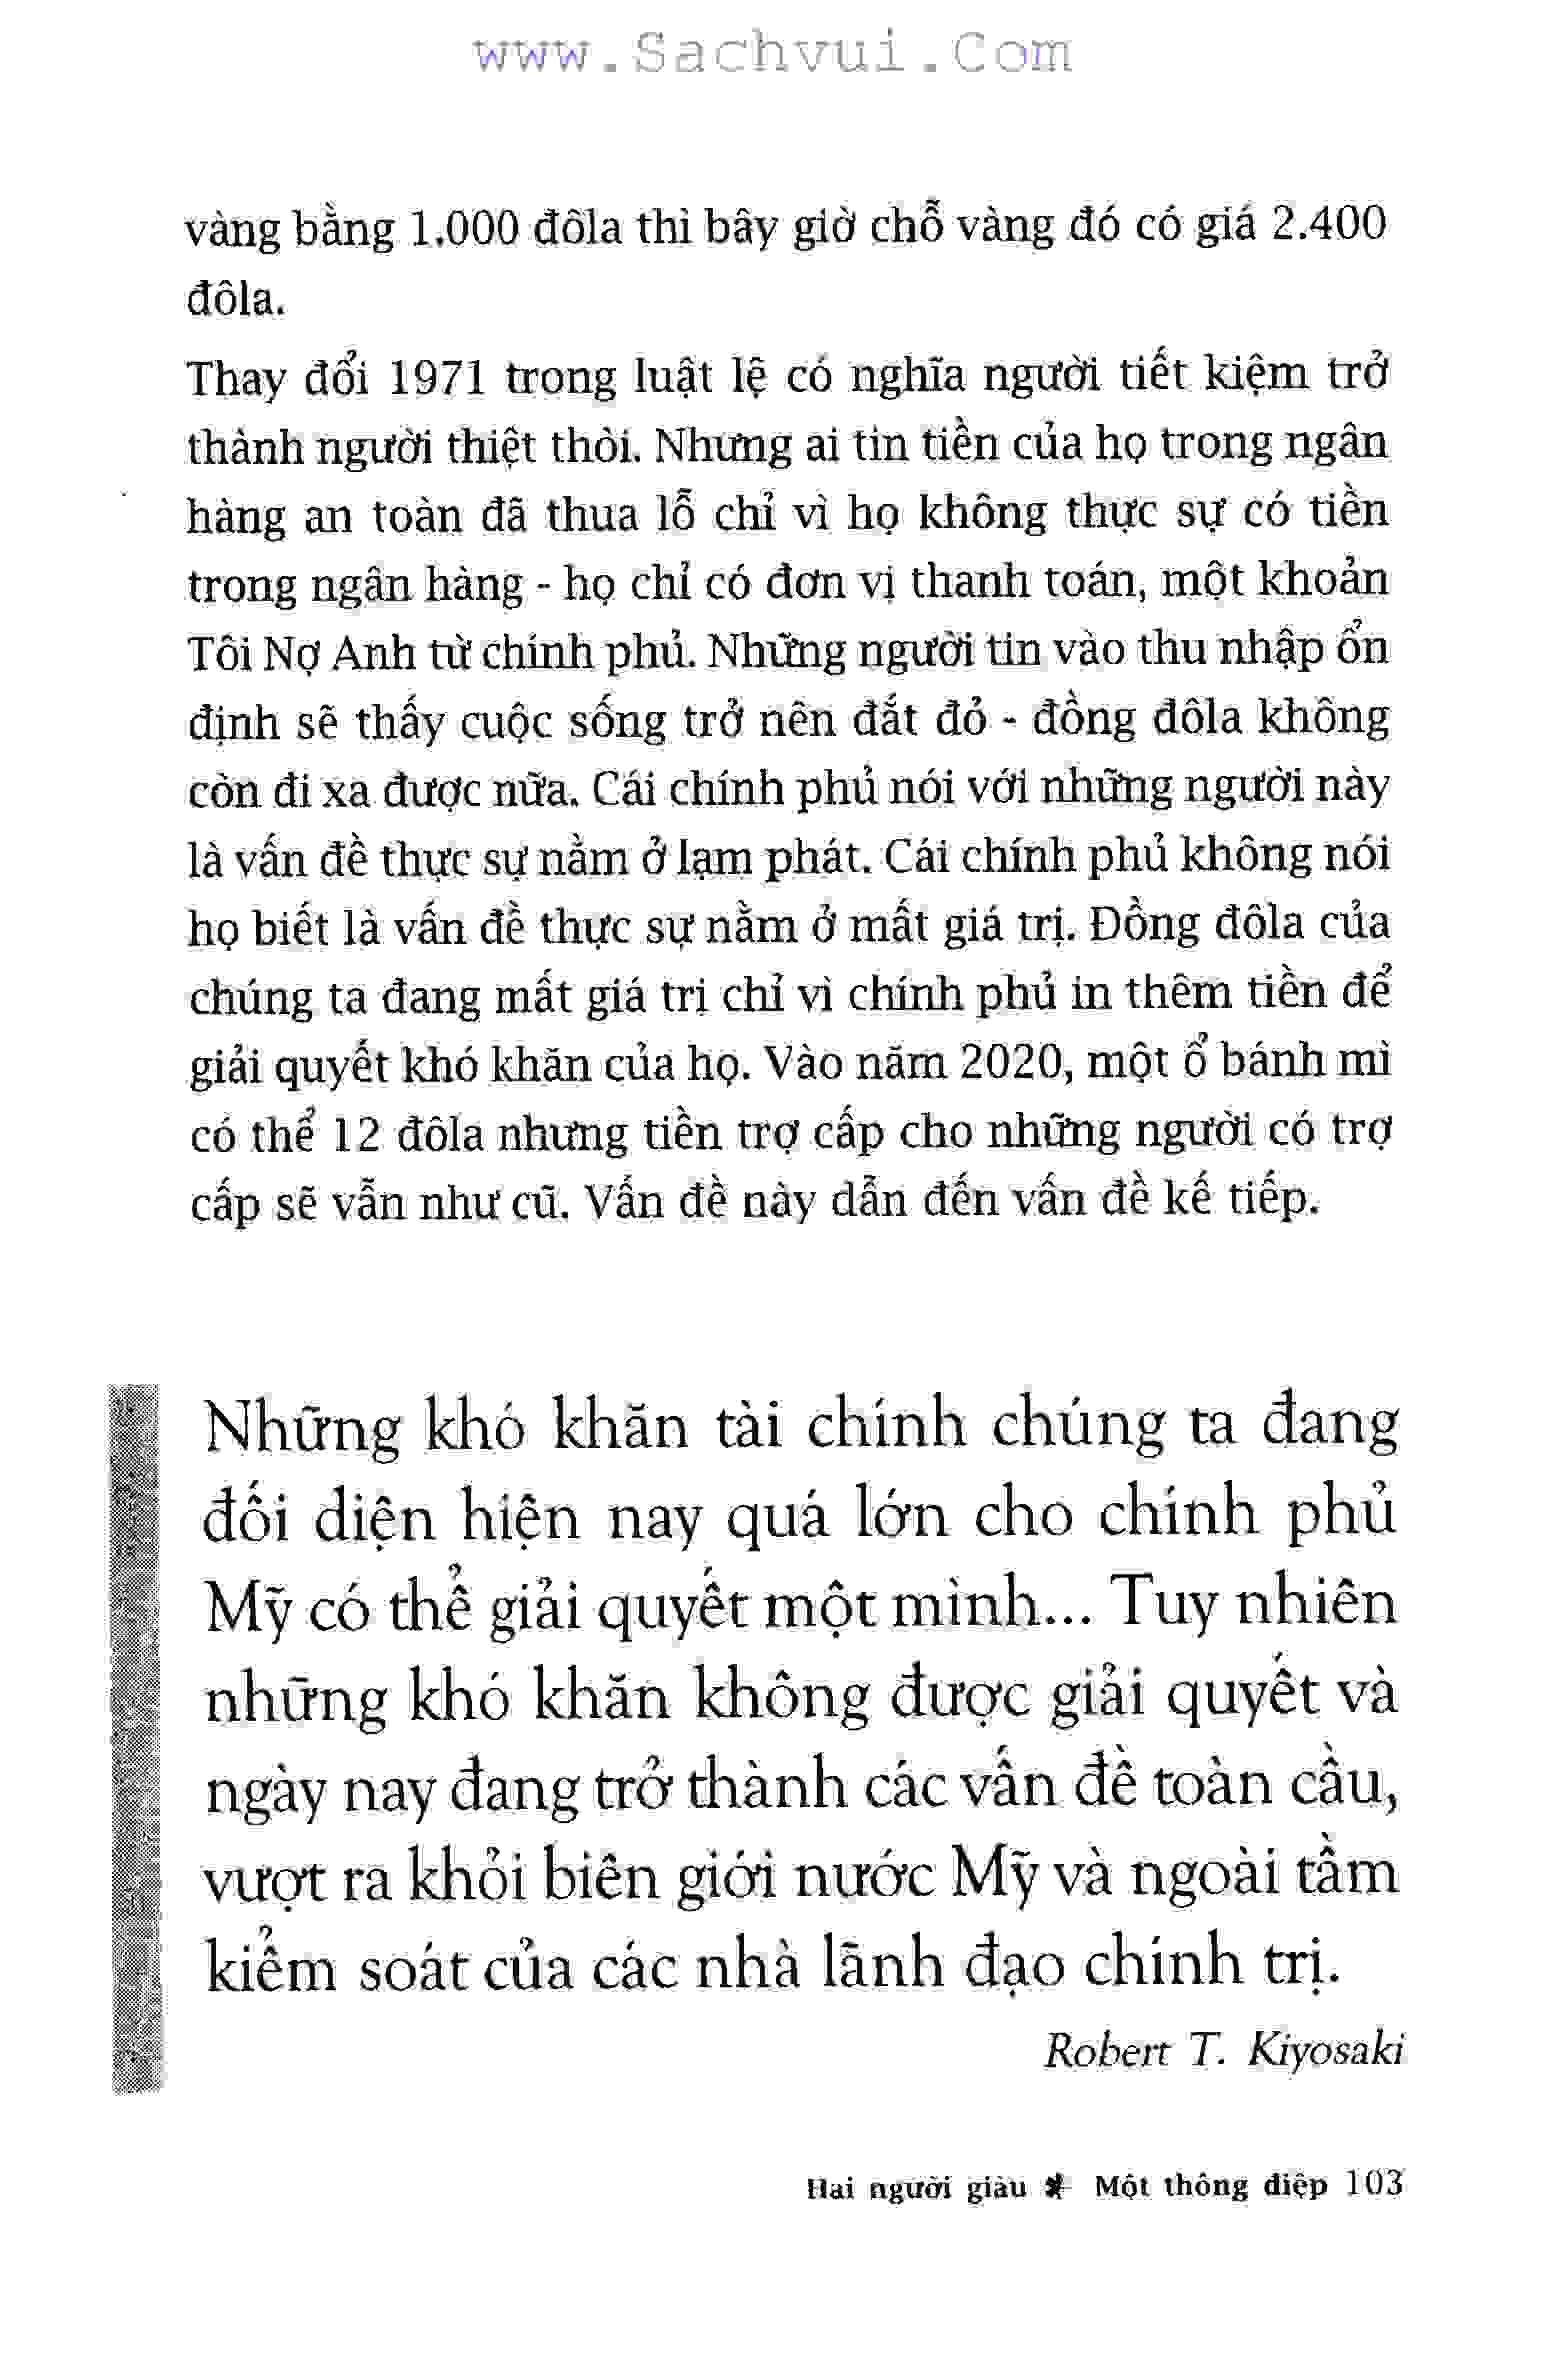 www.Sachvui.Com
vàng bằng 1.000 đôla thì bây giờ chỗ vàng đó có giá 2.400
đôla.
Thay đổi 1971 trong luật lệ có nghĩa người tiết kiệm trở
thành người thiệt thòi. Nhưng ai tin tiền của họ trong ngân
hàng an toàn đã thua lỗ chỉ vì họ không thực sự có tiền
trong ngân hàng - họ chỉ có đơn vị thanh toán, một khoản
Tôi Nợ Anh từ chính phủ. Những người tin vào thu nhập ổn
định sẽ thấy cuộc sống trở nên đắt đỏ - đồng đôla không
còn đi xa được nữa. Cái chính phủ nói với những người này
là vấn đề thực sự nằm ở lạm phát. Cái chính phủ không nói
họ biết là vấn đề thực sự nằm ở mất giá trị. Đồng đôla của
chúng ta đang mất giá trị chỉ vì chính phủ in thêm tiền để
giải quyết khó khăn của họ. Vào năm 2020, một ổ bánh mì
có thể 12 đôla nhưng tiền trợ cấp cho những người có trợ
cấp sẽ vẫn như cũ. Vấn đề này dẫn đến vấn đề kế tiếp.
Những khó khăn tài chính chúng ta đang
đối diện hiện nay quá lớn cho chính phủ
Mỹ có thể giải quyết một mình... Tuy nhiên
những khó khăn không được giải quyết và
ngày nay đang trở thành các vấn đề toàn cầu,
vượt ra khỏi biên giới nước Mỹ và ngoài tầm
kiểm soát của các nhà lãnh đạo chính trị.
Robert T. Kiyosaki
Hai người giàu * Một thông điệp 103